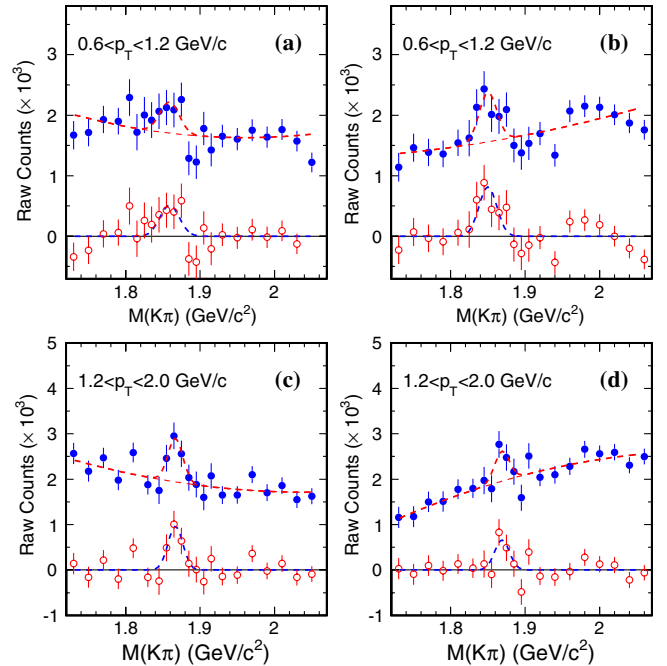 0.6<p_T<1.2 GeV/c (a)
Raw Counts (× 10³)
3
2
1
0
1.8 1.9 2
M(Kπ) (GeV/c²)
0.6<p_T<1.2 GeV/c (b)
Raw Counts (× 10³)
3
2
1
0
1.8 1.9 2
M(Kπ) (GeV/c²)
1.2<p_T<2.0 GeV/c (c)
Raw Counts (× 10³)
5
4
3
2
1
0
-1
1.8 1.9 2
M(Kπ) (GeV/c²)
1.2<p_T<2.0 GeV/c (d)
Raw Counts (× 10³)
5
4
3
2
1
0
-1
1.8 1.9 2
M(Kπ) (GeV/c²)